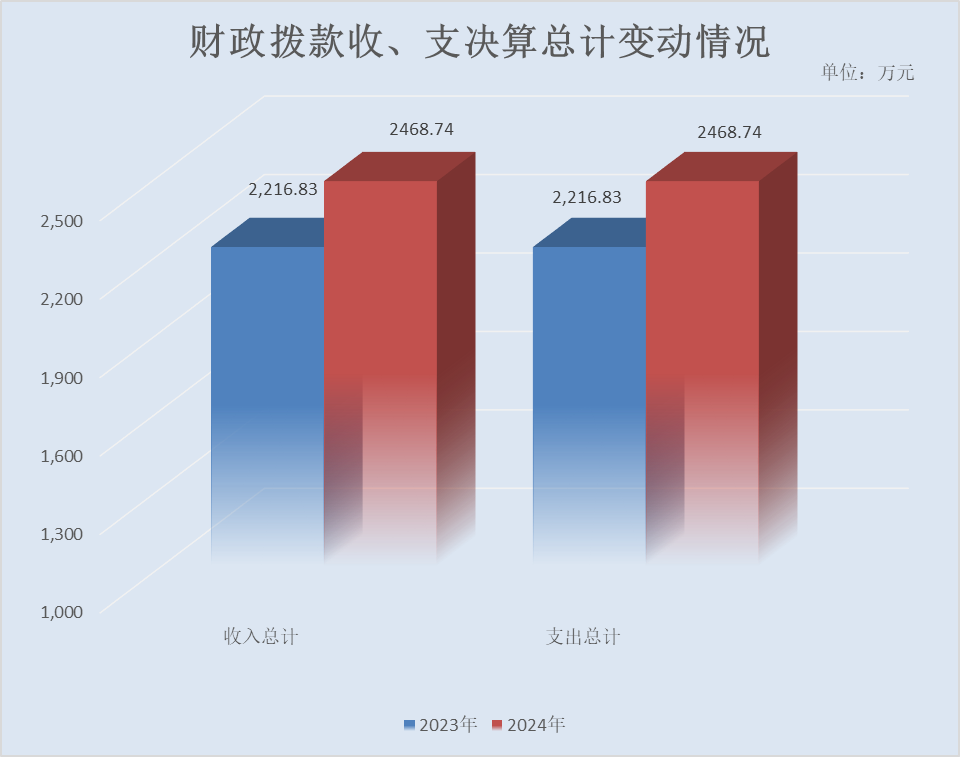 财政拨款收、支决算总计变动情况
单位：万元
2468.74
2468.74
2,216.83
2,216.83
2,500
2,200
1,900
1,600
1,300
1,000
收入总计
支出总计
2023年
2024年